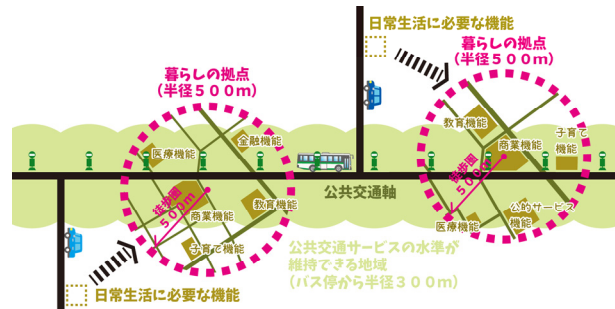 日常生活に必要な機能
暮らしの拠点
(半径500m)
暮らしの拠点
(半径500m)
教育機能
商業機能
子育て
機能
徒歩圏
500m
医療機能
公的サービス
機能
医療機能
金融機能
徒歩圏
500m
商業機能
教育機能
子育て機能
公共交通軸
公共交通サービスの水準が
維持できる地域
(バス停から半径300m)
日常生活に必要な機能